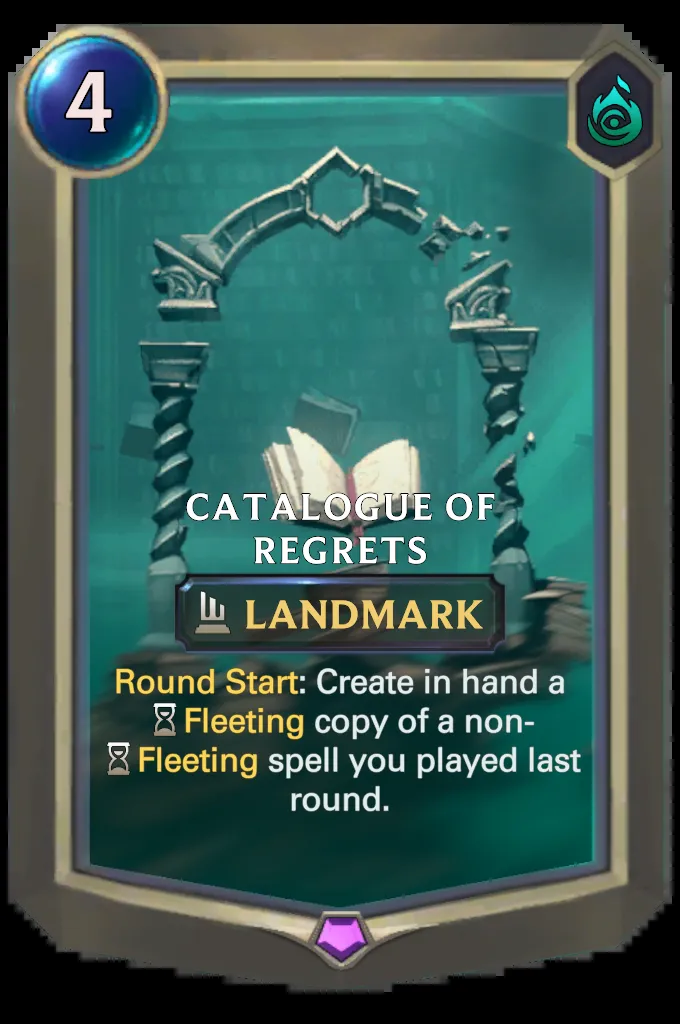 4
CATALOGUE OF
REGRETS
LANDMARK
Round Start: Create in hand a
Fleeting copy of a non-
Fleeting spell you played last
round.